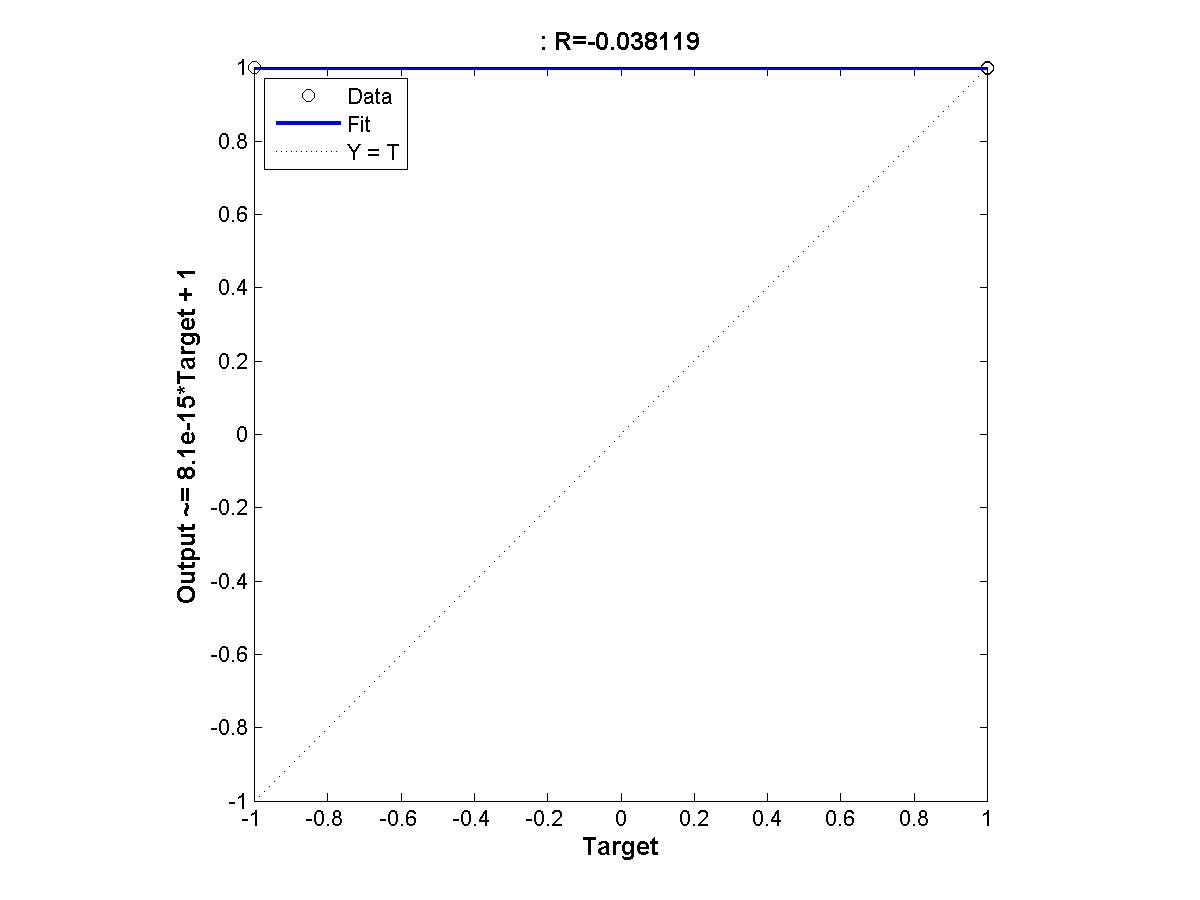 : R=-0.038119
Data
Fit
Y = T
1
0.8
0.6
0.4
0.2
0
-0.2
-0.4
-0.6
-0.8
-1
Output ~= 8.1e-15*Target + 1
-1 -0.8 -0.6 -0.4 -0.2 0 0.2 0.4 0.6 0.8 1
Target